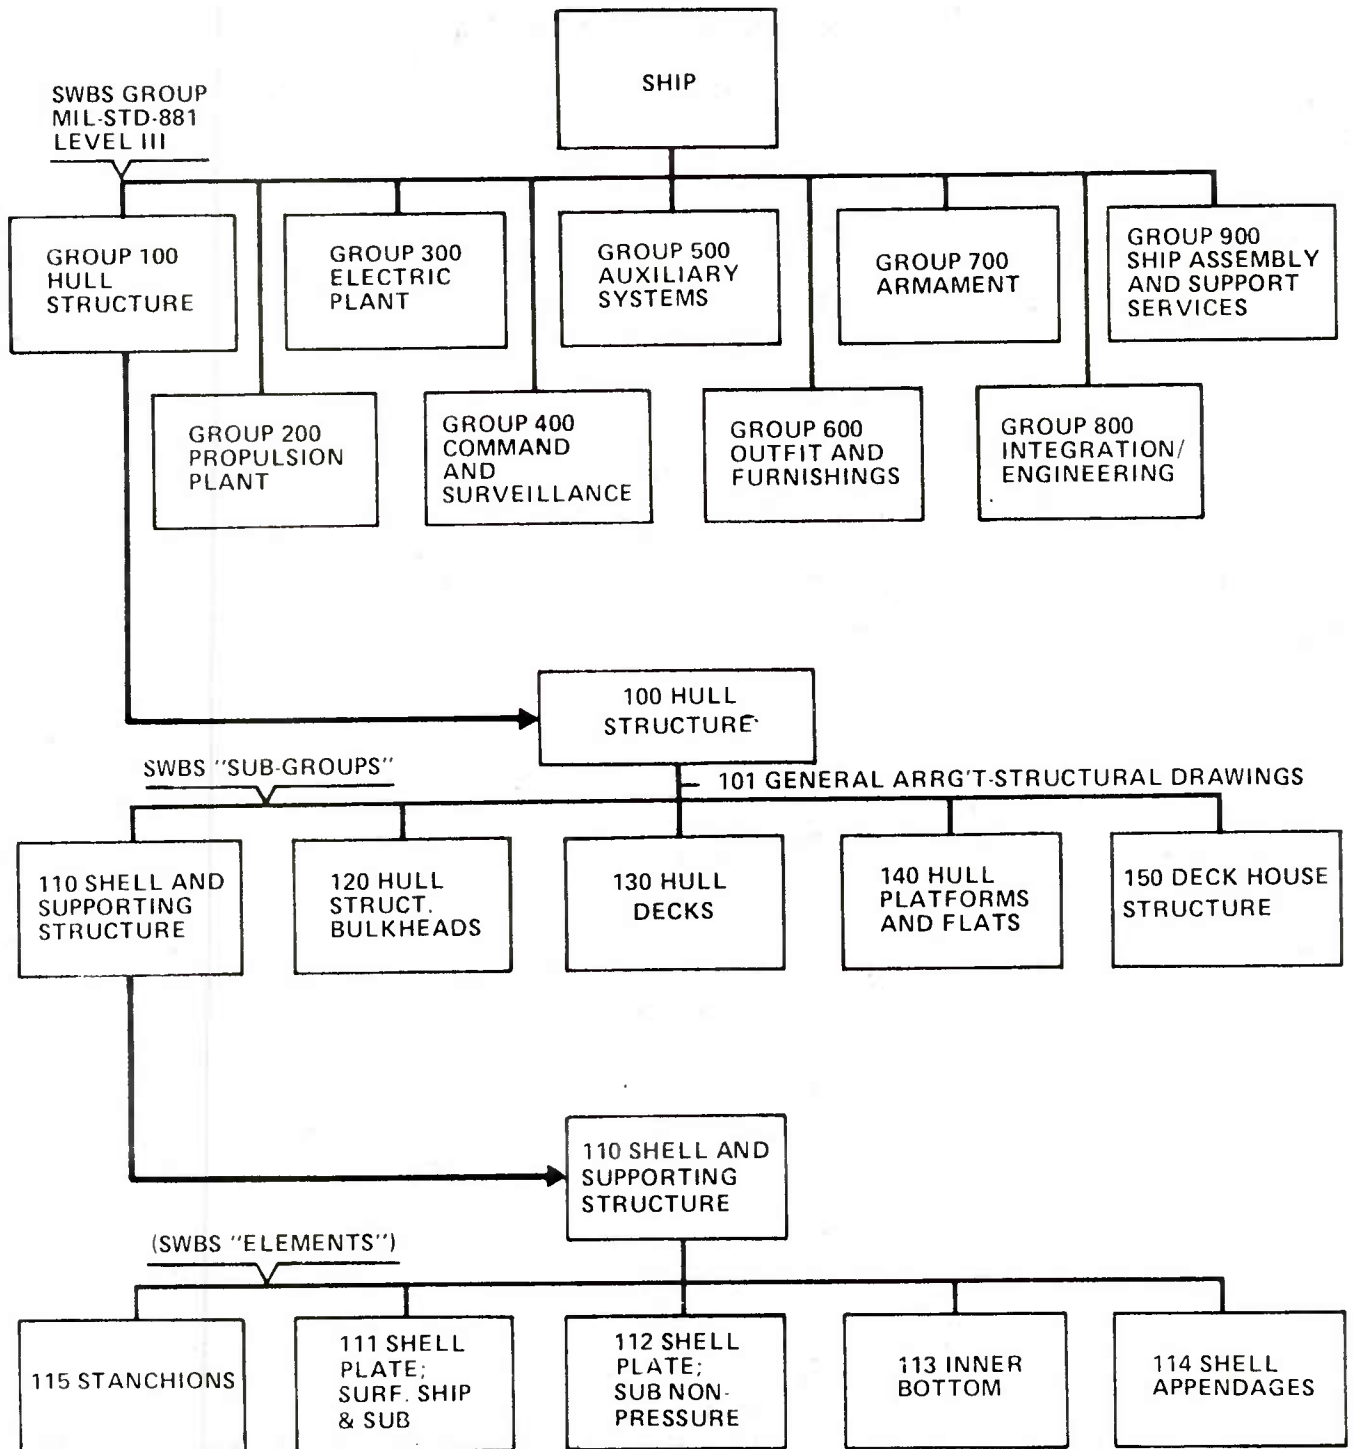 SHIP
SWBS GROUP
MIL-STD-881
LEVEL III
GROUP 100
HULL
STRUCTURE
GROUP 300
ELECTRIC
PLANT
GROUP 500
AUXILIARY
SYSTEMS
GROUP 700
ARMAMENT
GROUP 900
SHIP ASSEMBLY
AND SUPPORT
SERVICES
GROUP 200
PROPULSION
PLANT
GROUP 400
COMMAND
AND
SURVEILLANCE
GROUP 600
OUTFIT AND
FURNISHINGS
GROUP 800
INTEGRATION/
ENGINEERING
100 HULL
STRUCTURE
SWBS "SUB-GROUPS"
101 GENERAL ARRG'T-STRUCTURAL DRAWINGS
110 SHELL AND
SUPPORTING
STRUCTURE
120 HULL
STRUCT.
BULKHEADS
130 HULL
DECKS
140 HULL
PLATFORMS
AND FLATS
150 DECK HOUSE
STRUCTURE
110 SHELL AND
SUPPORTING
STRUCTURE
(SWBS "ELEMENTS")
115 STANCHIONS
111 SHELL
PLATE;
SURF. SHIP
& SUB
112 SHELL
PLATE;
SUB NON-
PRESSURE
113 INNER
BOTTOM
114 SHELL
APPENDAGES